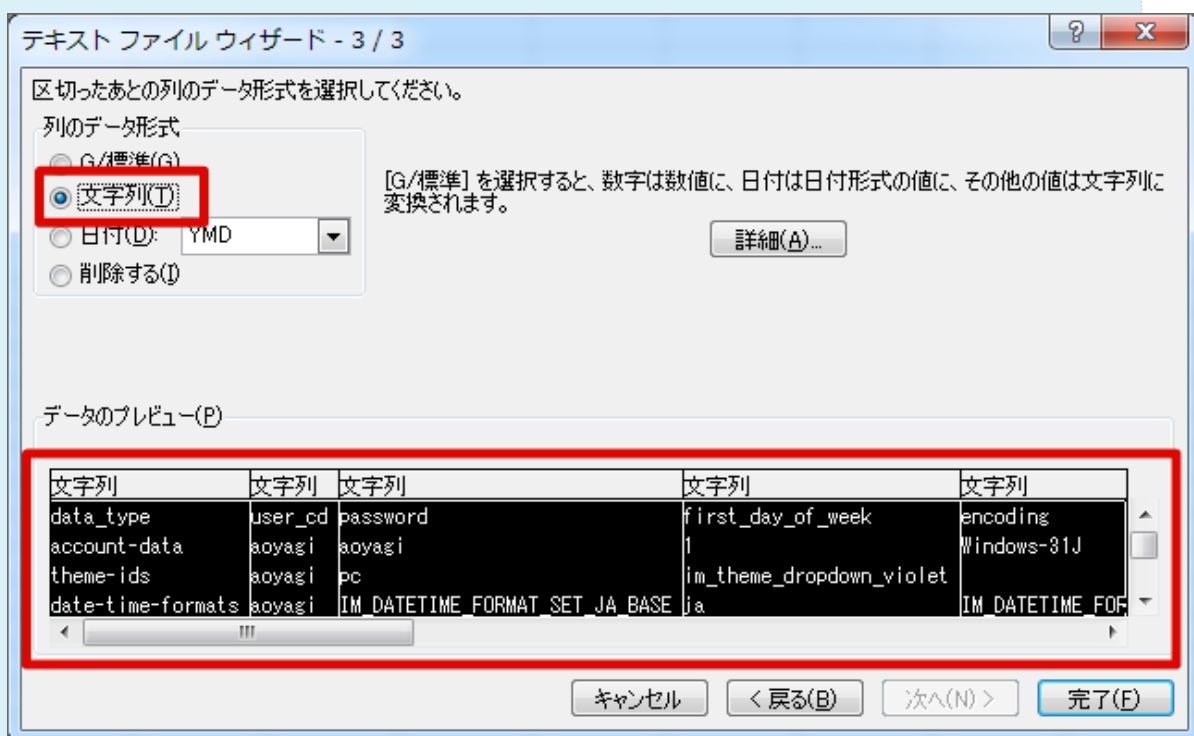 テキスト ファイル ウィザード - 3 / 3
区切ったあとの列のデータ形式を選択してください。
列のデータ形式
G/標準(G)
文字列(T)
日付(D): YMD
削除する(I)
[G/標準] を選択すると、数字は数値に、日付は日付形式の値に、その他の値は文字列に
変換されます。
詳細(A)...
データのプレビュー(P)
文字列 文字列 文字列 文字列 文字列
data_type user_cd password first_day_of_week encoding
account-data aoyagi aoyagi 1 Windows-31J
theme-ids aoyagi pc im_theme_dropdown_violet
date-time-formats aoyagi IM_DATETIME_FORMAT_SET_JA_BASE ja IM_DATETIME_FOR
キャンセル < 戻る(B) 次へ(N) > 完了(F)